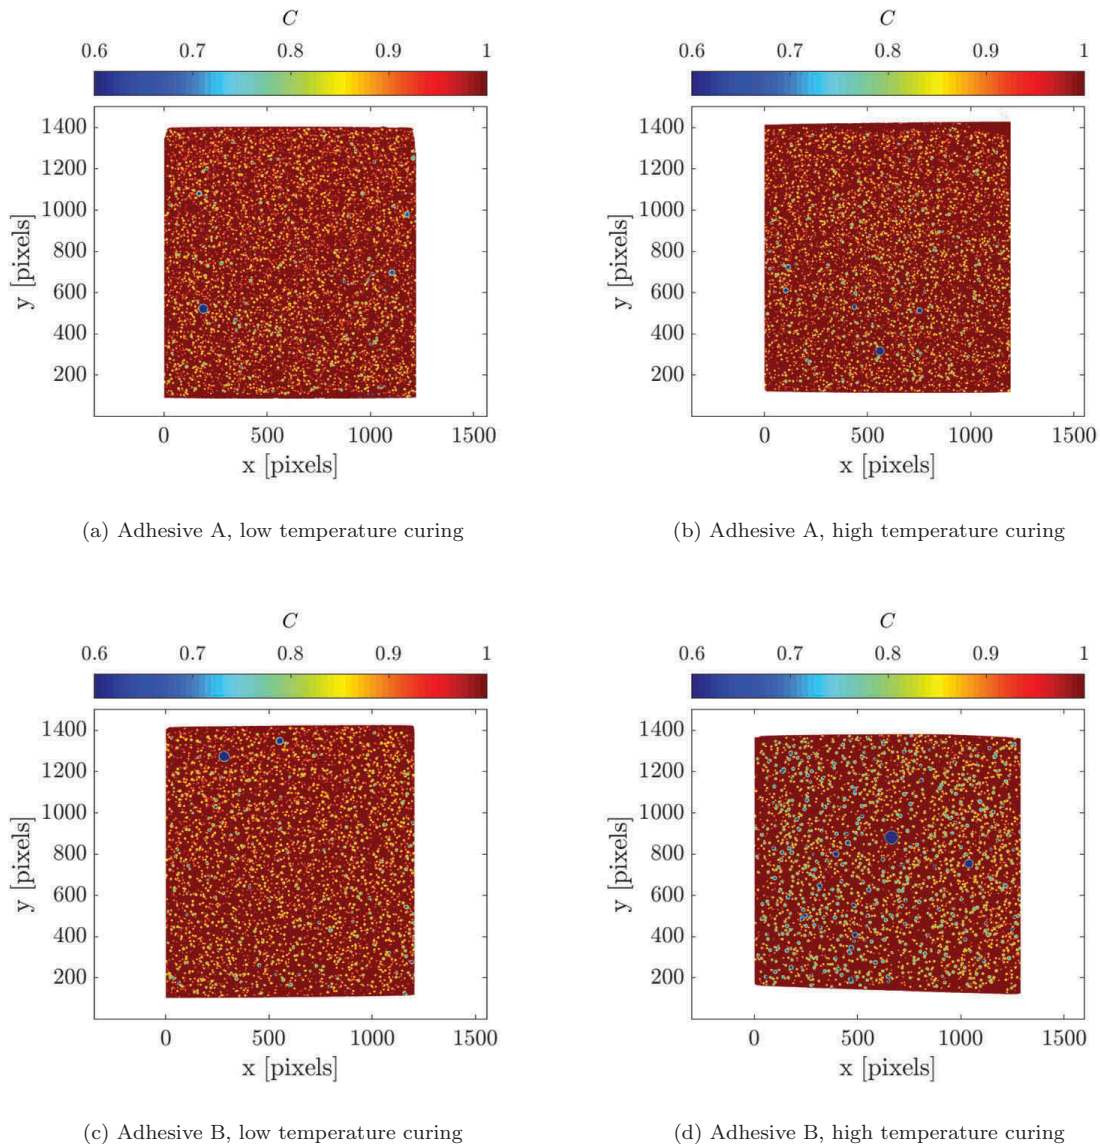 C
0.6 0.7 0.8 0.9 1
1400
1200
1000
800
600
400
200
y [pixels]
0 500 1000 1500
x [pixels]
(a) Adhesive A, low temperature curing
C
0.6 0.7 0.8 0.9 1
1400
1200
1000
800
600
400
200
y [pixels]
0 500 1000 1500
x [pixels]
(b) Adhesive A, high temperature curing
C
0.6 0.7 0.8 0.9 1
1400
1200
1000
800
600
400
200
y [pixels]
0 500 1000 1500
x [pixels]
(c) Adhesive B, low temperature curing
C
0.6 0.7 0.8 0.9 1
1400
1200
1000
800
600
400
200
y [pixels]
0 500 1000 1500
x [pixels]
(d) Adhesive B, high temperature curing